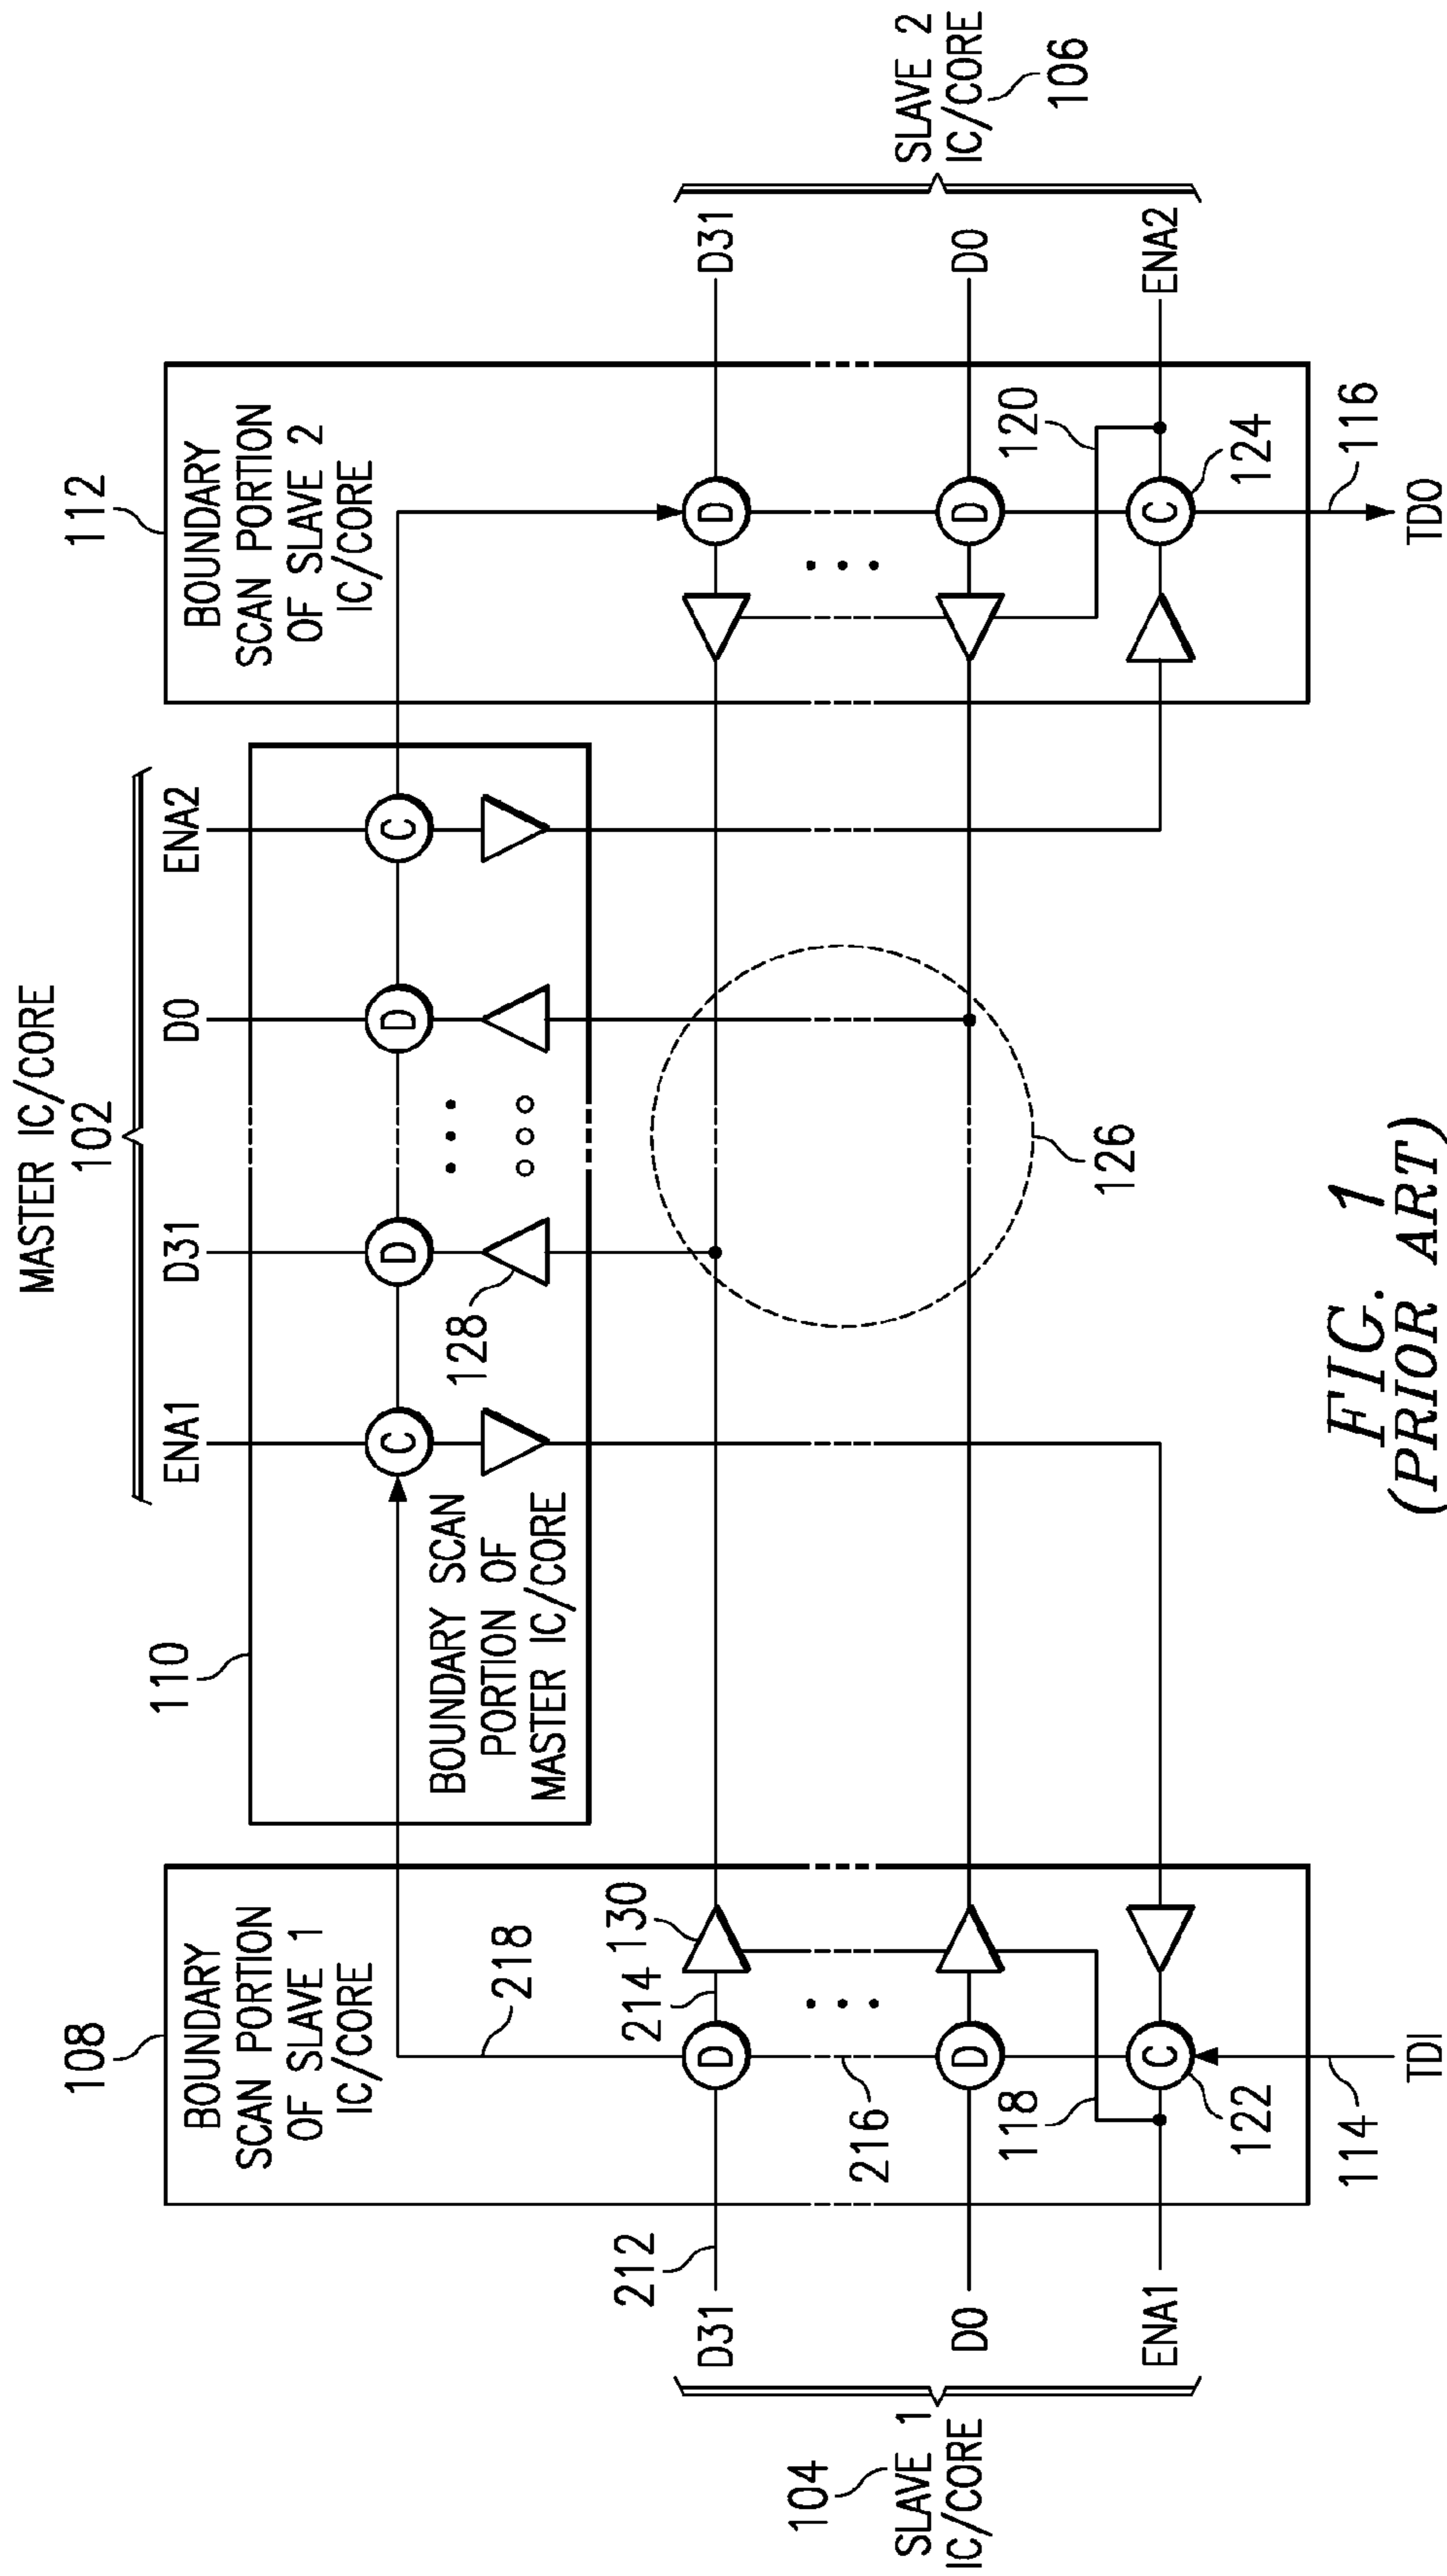 MASTER IC/CORE
102
ENA1
D31
D0
ENA2
110
BOUNDARY SCAN
PORTION OF
MASTER IC/CORE
C
D
D
C
128
108
BOUNDARY
SCAN PORTION
OF SLAVE 1
IC/CORE
218
130
214
D
216
D
118
C
122
114
TDI
212
D31
D0
ENA1
104
SLAVE 1
IC/CORE
126
112
BOUNDARY
SCAN PORTION
OF SLAVE 2
IC/CORE
D
D
120
C
124
116
TDO
D31
D0
ENA2
SLAVE 2
IC/CORE
106
FIG. 1
(PRIOR ART)